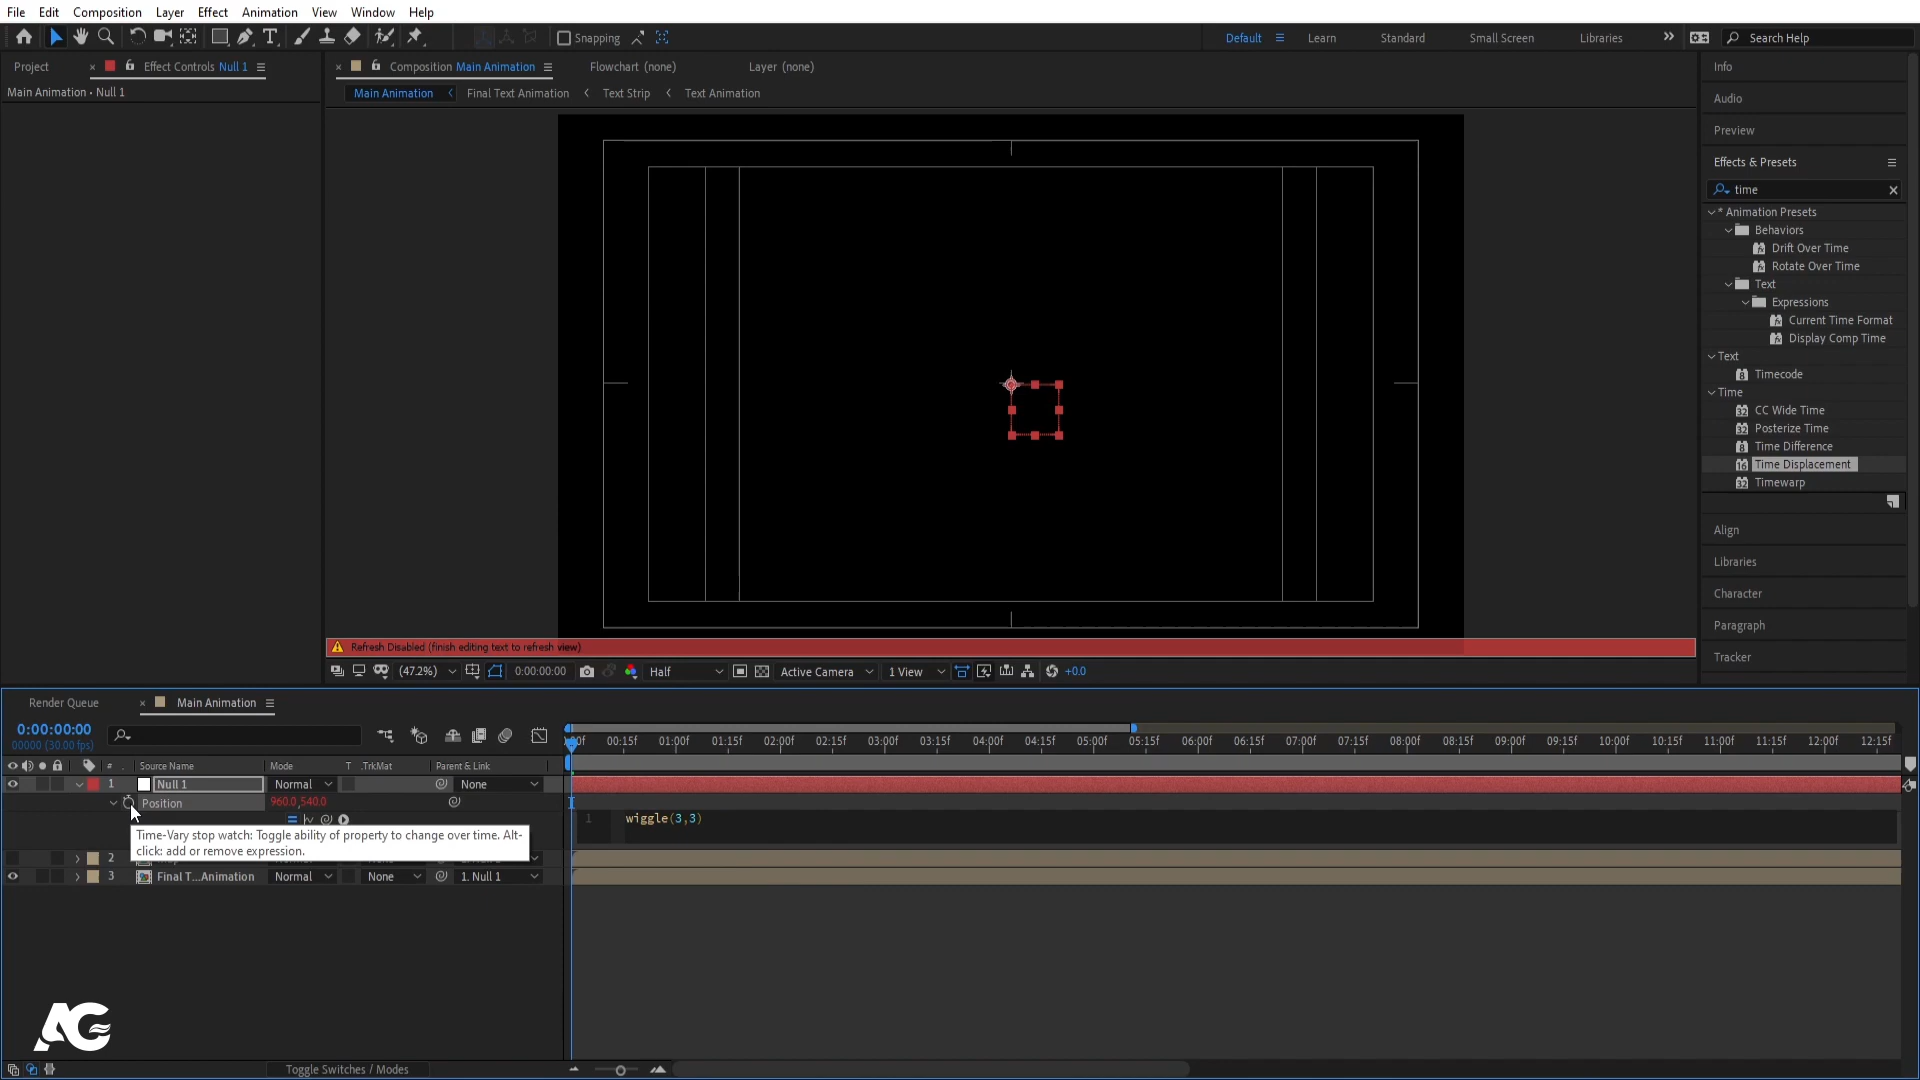 File Edit Composition Layer Effect Animation View Window Help
Snapping Default Learn Standard Small Screen Libraries Search Help
Project Effect Controls Null 1
Main Animation • Null 1
Composition Main Animation Flowchart (none) Layer (none)
Main Animation Final Text Animation Text Strip Text Animation
Info
Audio
Preview
Effects & Presets
time
* Animation Presets
Behaviors
Drift Over Time
Rotate Over Time
Text
Expressions
Current Time Format
Display Comp Time
Text
Timecode
Time
CC Wide Time
Posterize Time
Time Difference
Time Displacement
Timewarp
Align
Libraries
Character
Paragraph
Tracker
Refresh Disabled (finish editing text to refresh view)
(47.2%) 0:00:00:00 Half Active Camera 1 View +0.0
Render Queue Main Animation
0:00:00:00
00000 (30.00 fps)
00:15f 01:00f 01:15f 02:00f 02:15f 03:00f 03:15f 04:00f 04:15f 05:00f 05:15f 06:00f 06:15f 07:00f 07:15f 08:00f 08:15f 09:00f 09:15f 10:00f 10:15f 11:00f 11:15f 12:00f 12:15f
# Source Name Mode T .TrkMat Parent & Link
1 Null 1 Normal None
Position 960.0,540.0
1 wiggle(3,3)
Time-Vary stop watch: Toggle ability of property to change over time. Alt-
click: add or remove expression.
2
3 Final T...Animation Normal None 1. Null 1
AG
Toggle Switches / Modes